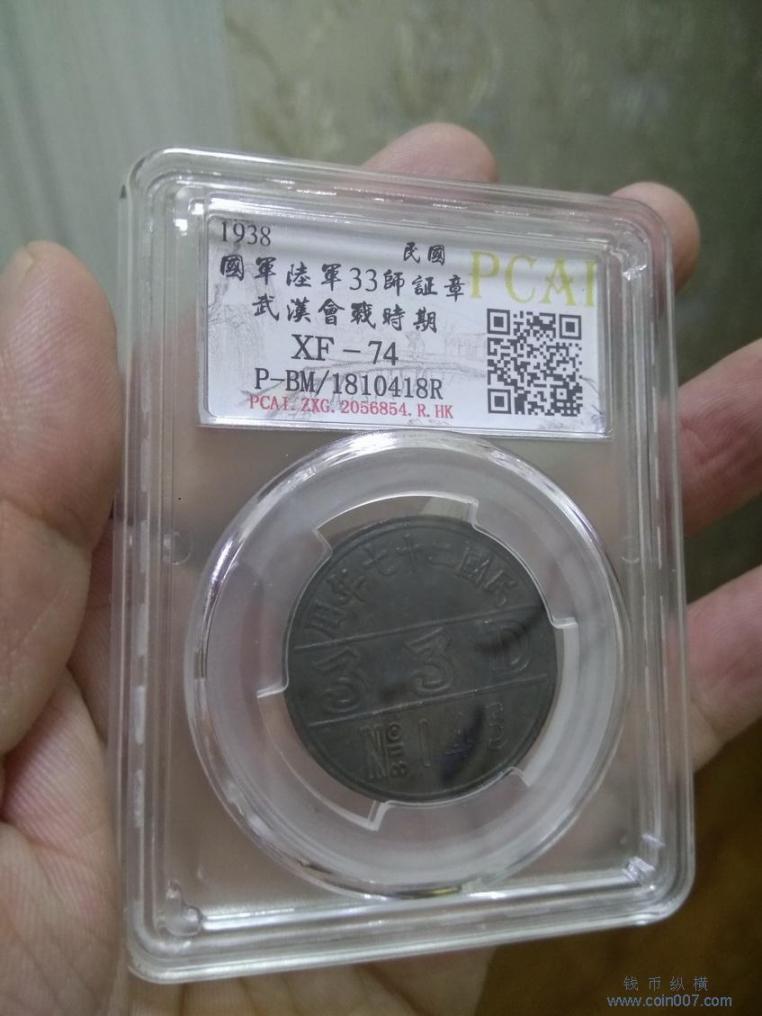 1938
民國
PCAI
國軍陸軍33師証章
武漢會戰時期
XF-74
P-BM/1810418R
PCAI.ZXG.2056854.R.HK
民國二十七年用
33D
№
钱币纵横
www.coin007.com